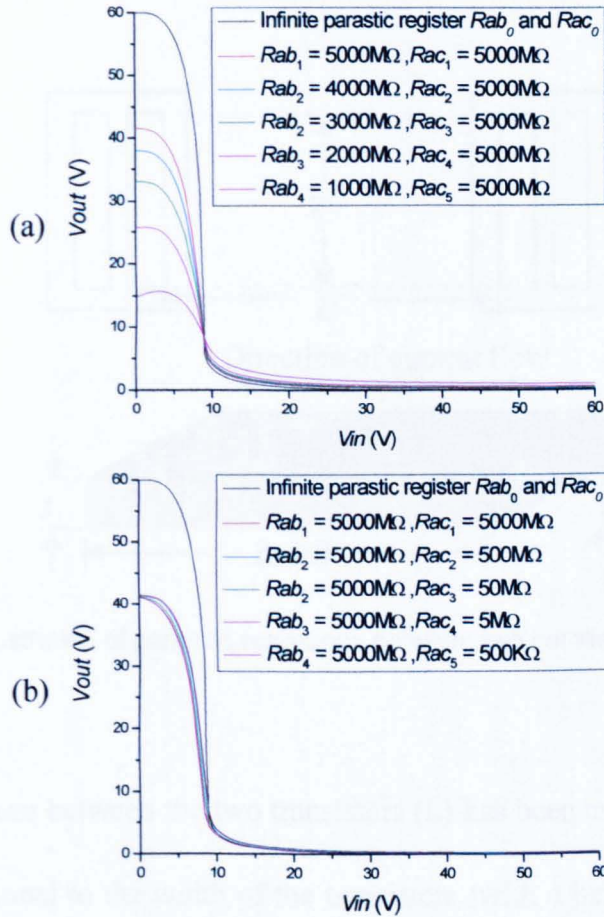 (a)
Vout (V)
60
50
40
30
20
10
0
Infinite parastic register Rab₀ and Rac₀
Rab₁ = 5000MΩ ,Rac₁ = 5000MΩ
Rab₂ = 4000MΩ ,Rac₂ = 5000MΩ
Rab₂ = 3000MΩ ,Rac₃ = 5000MΩ
Rab₃ = 2000MΩ ,Rac₄ = 5000MΩ
Rab₄ = 1000MΩ ,Rac₅ = 5000MΩ
0 10 20 30 40 50 60
Vin (V)
(b)
Vout (V)
60
50
40
30
20
10
0
Infinite parastic register Rab₀ and Rac₀
Rab₁ = 5000MΩ ,Rac₁ = 5000MΩ
Rab₂ = 5000MΩ ,Rac₂ = 500MΩ
Rab₂ = 5000MΩ ,Rac₃ = 50MΩ
Rab₃ = 5000MΩ ,Rac₄ = 5MΩ
Rab₄ = 5000MΩ ,Rac₅ = 500KΩ
0 10 20 30 40 50 60
Vin (V)